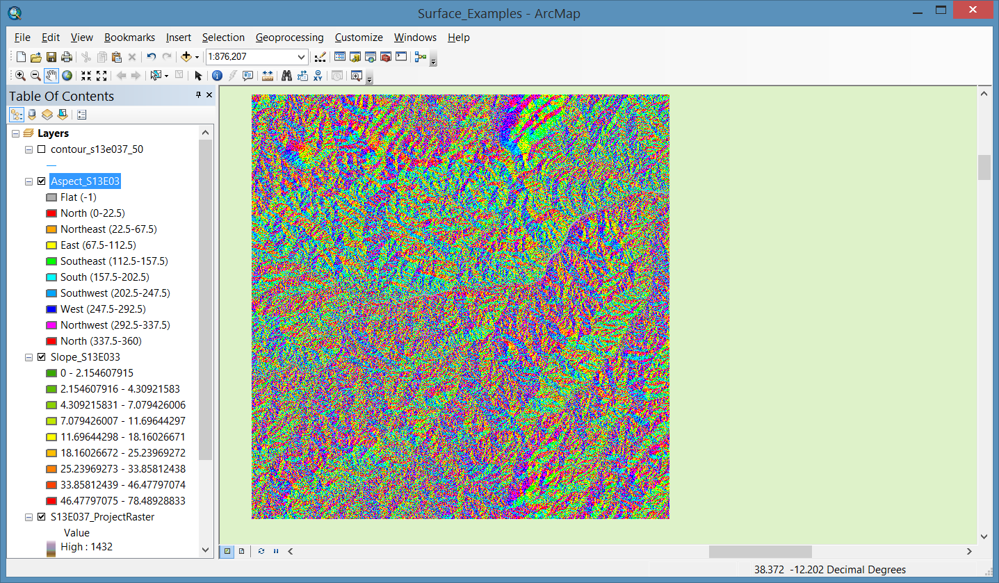 Surface_Examples - ArcMap
File Edit View Bookmarks Insert Selection Geoprocessing Customize Windows Help
1:876,207
XY
Table Of Contents
Layers
contour_s13e037_50
Aspect_S13E03
Flat (-1)
North (0-22.5)
Northeast (22.5-67.5)
East (67.5-112.5)
Southeast (112.5-157.5)
South (157.5-202.5)
Southwest (202.5-247.5)
West (247.5-292.5)
Northwest (292.5-337.5)
North (337.5-360)
Slope_S13E033
0 - 2.154607915
2.154607916 - 4.30921583
4.309215831 - 7.079426006
7.079426007 - 11.69644297
11.69644298 - 18.16026671
18.16026672 - 25.23969272
25.23969273 - 33.85812438
33.85812439 - 46.47797074
46.47797075 - 78.48928833
S13E037_ProjectRaster
Value
High : 1432
38.372 -12.202 Decimal Degrees